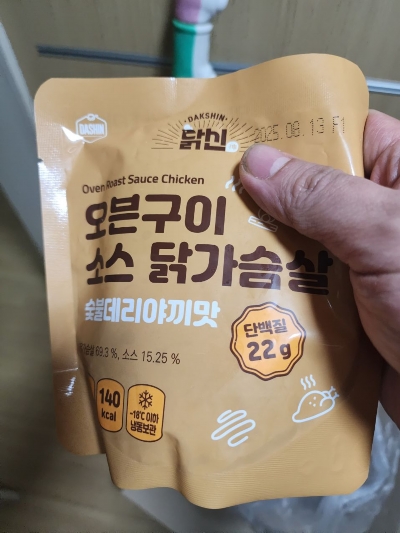 DASHIN
DAKSHIN
닭신
2025.08.13 F1
Oven Roast Sauce Chicken
오븐구이
소스 닭가슴살
숯불데리야끼맛
단백질
22g
69.3 %, 소스 15.25 %
140
kcal
-18℃ 이하
냉동보관